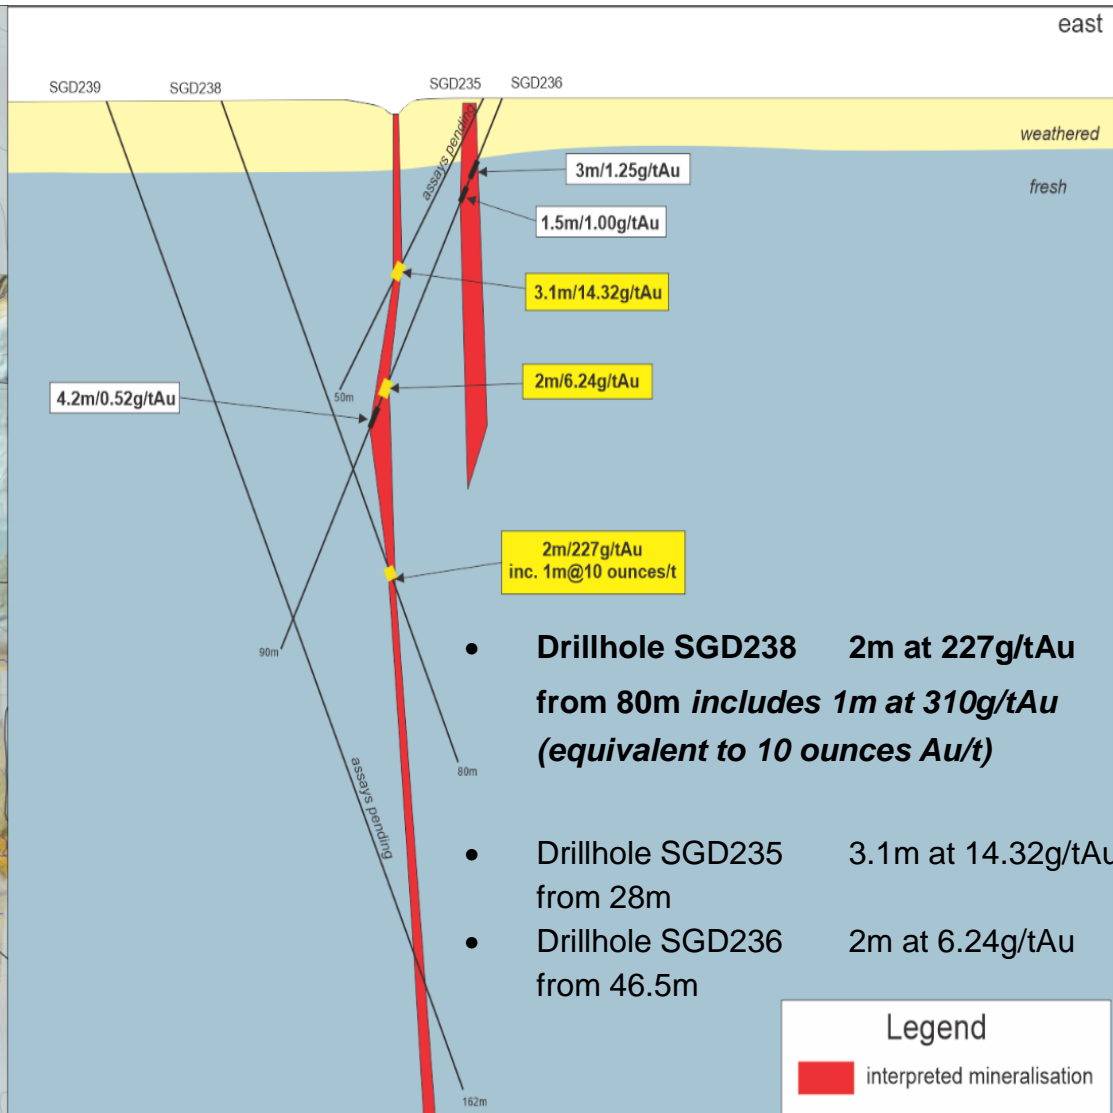 east
SGD239
SGD238
SGD235
SGD236
weathered
fresh
assays pending
3m/1.25g/tAu
1.5m/1.00g/tAu
3.1m/14.32g/tAu
2m/6.24g/tAu
4.2m/0.52g/tAu
50m
2m/227g/tAu
inc. 1m@10 ounces/t
90m
80m
assays pending
162m
• Drillhole SGD238 2m at 227g/tAu
from 80m includes 1m at 310g/tAu
(equivalent to 10 ounces Au/t)
• Drillhole SGD235 3.1m at 14.32g/tAu
from 28m
• Drillhole SGD236 2m at 6.24g/tAu
from 46.5m
Legend
interpreted mineralisation